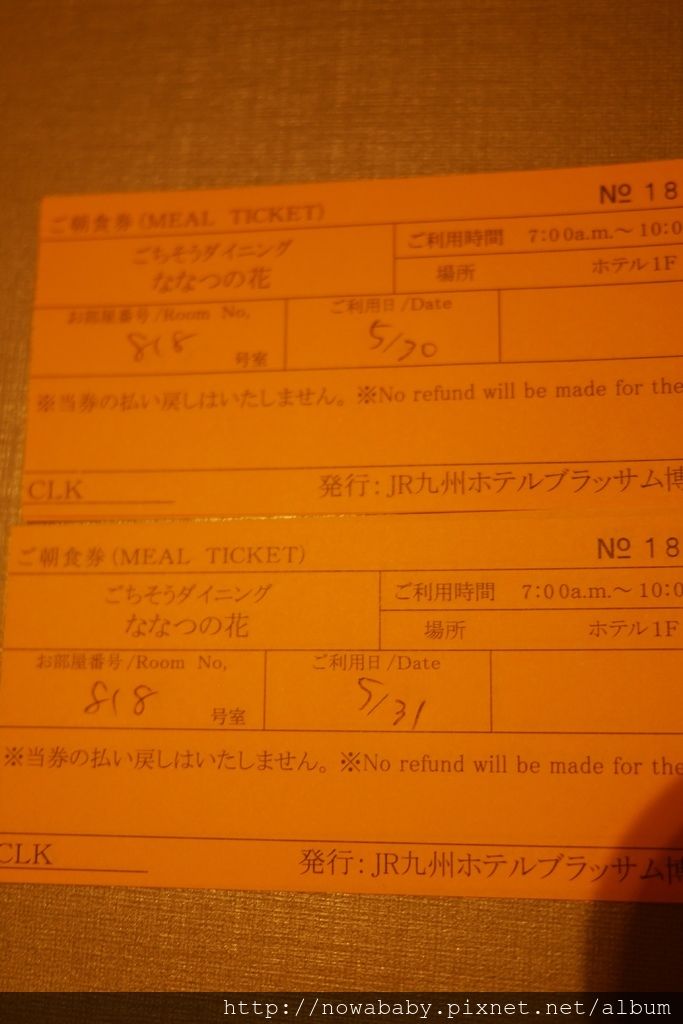 ご朝食券(MEAL TICKET)
№ 18
ごちそうダイニング
ななつの花
ご利用時間 7:00a.m.～10:0
場所 ホテル1F
お部屋番号/Room No,
818 号室
ご利用日/Date
5/30
※当券の払い戻しはいたしません。※No refund will be made for the
CLK
発行:JR九州ホテルブラッサム博
ご朝食券(MEAL TICKET)
№ 18
ごちそうダイニング
ななつの花
ご利用時間 7:00a.m.～10:0
場所 ホテル1F
お部屋番号/Room No,
818 号室
ご利用日/Date
5/31
※当券の払い戻しはいたしません。※No refund will be made for the
CLK
発行:JR九州ホテルブラッサム博
http://nowababy.pixnet.net/album